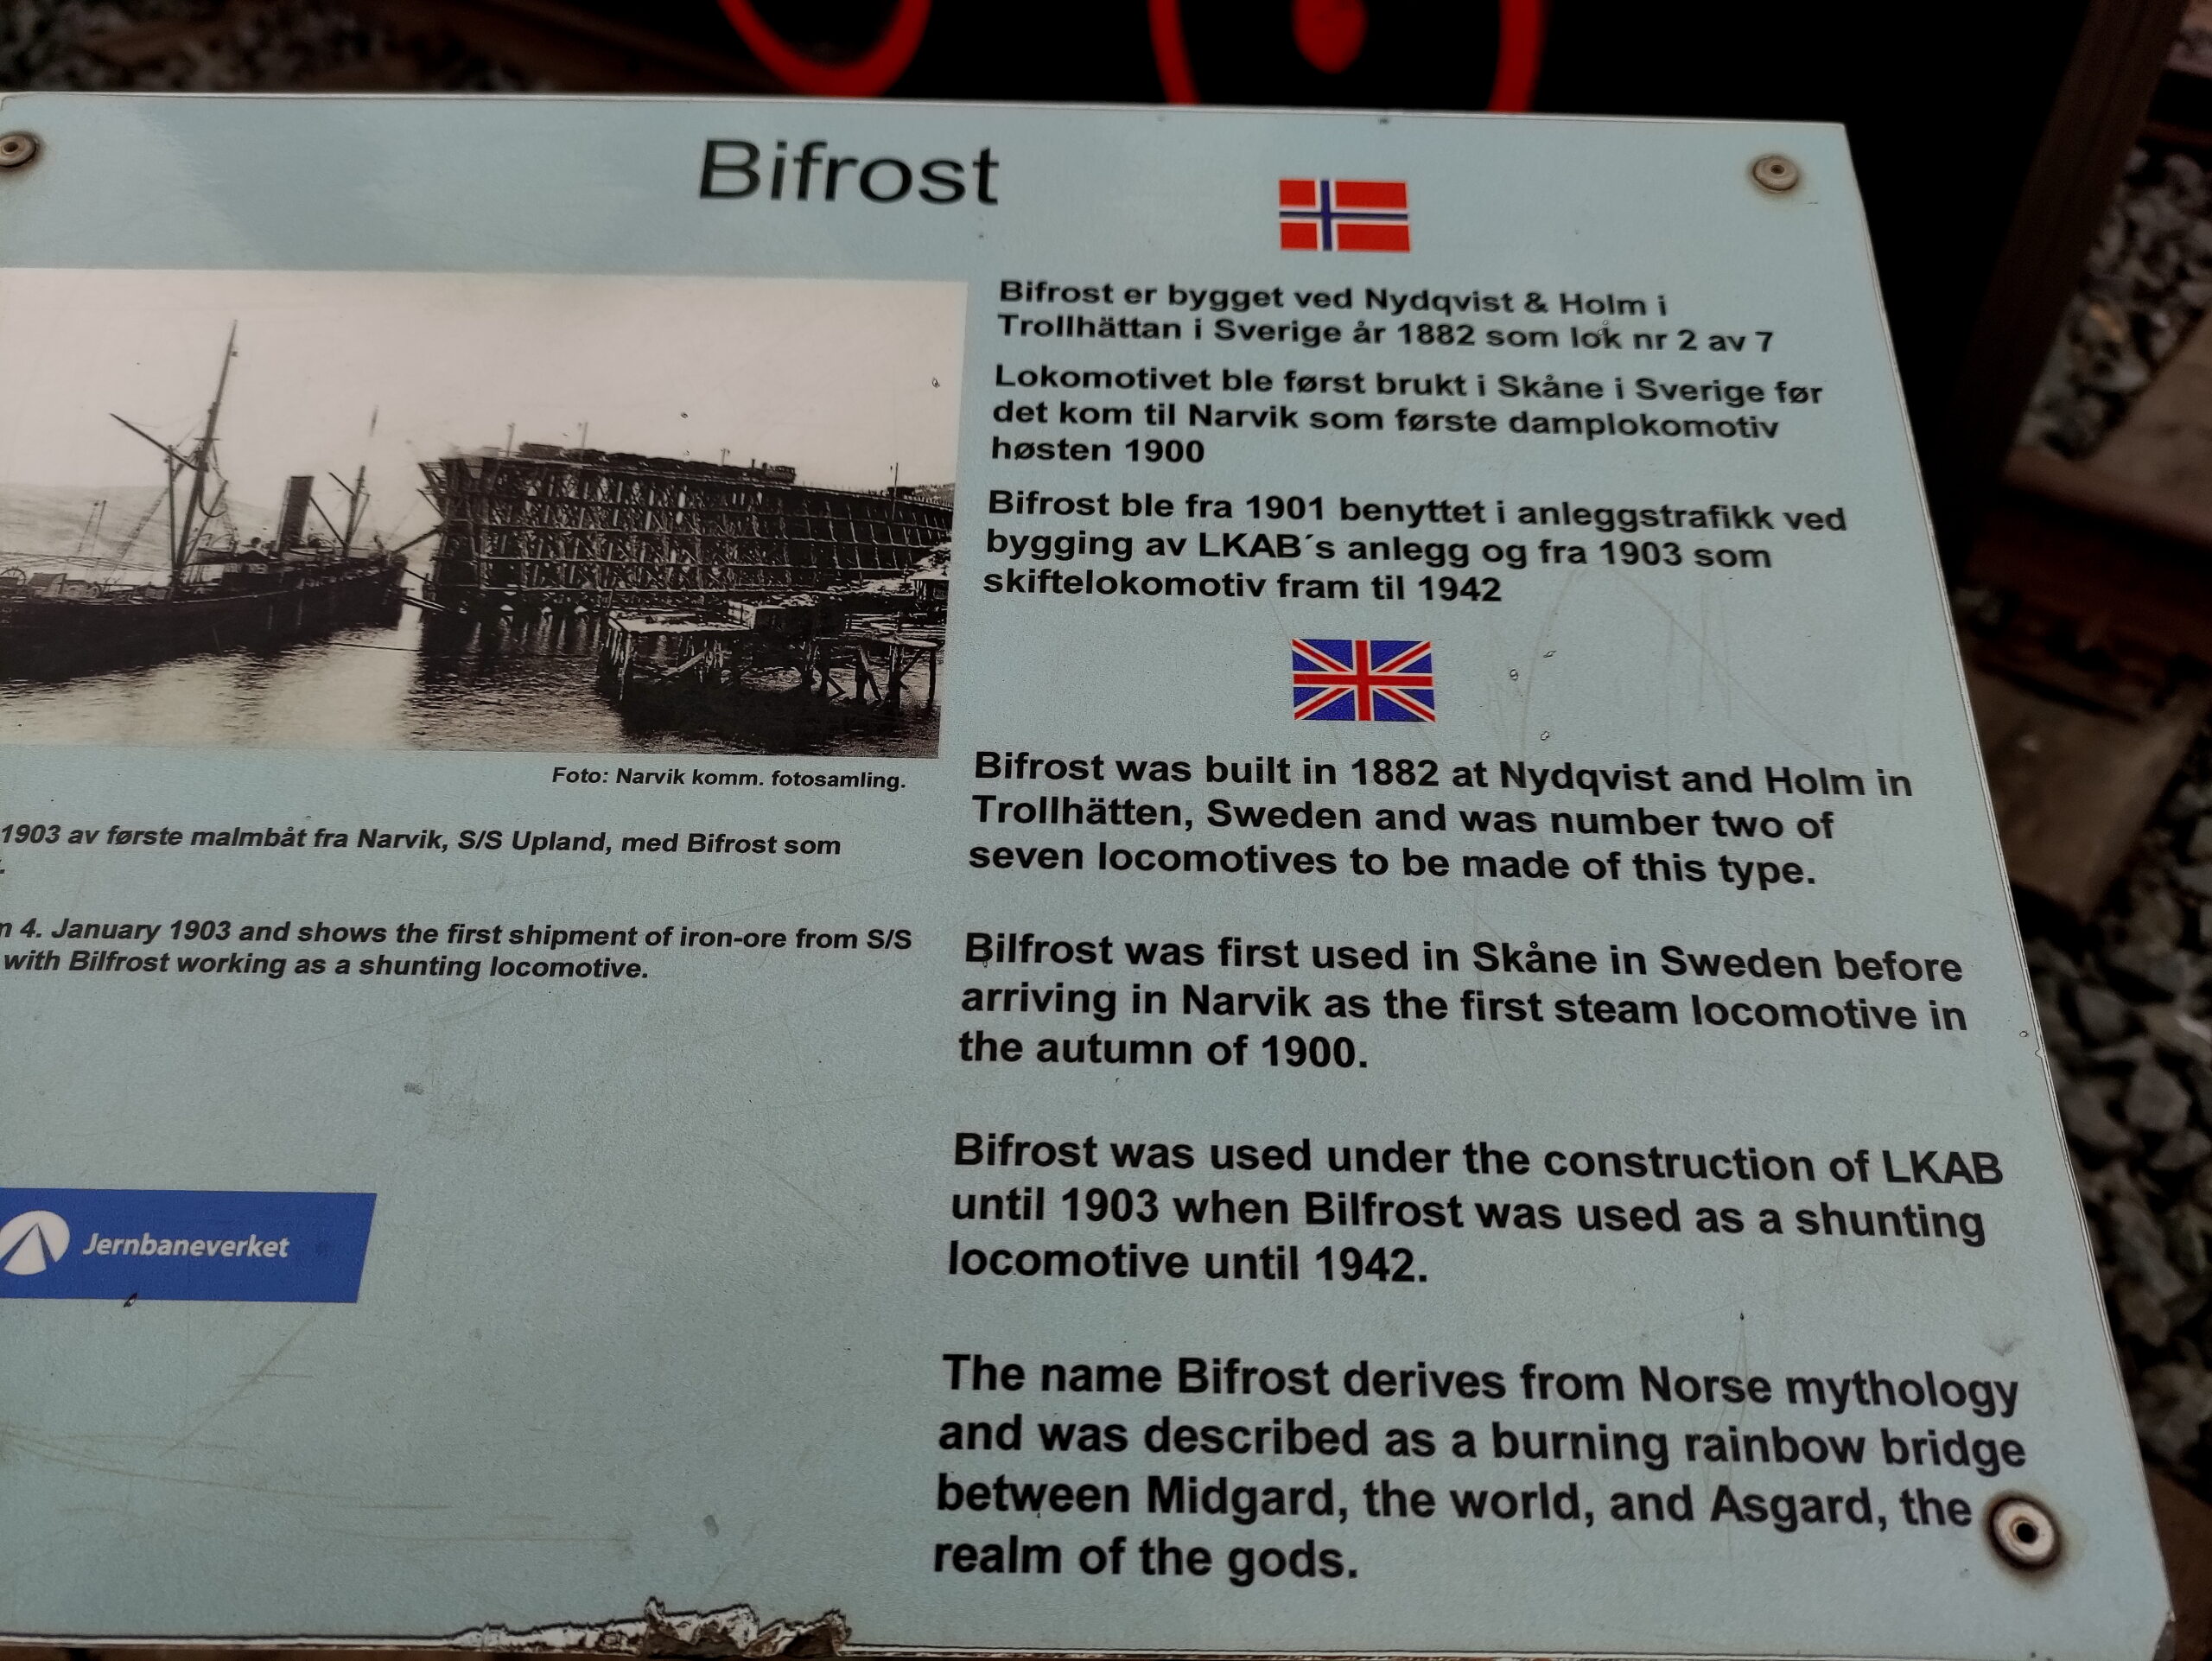 Bifrost
Bifrost er bygget ved Nydqvist & Holm i
Trollhättan i Sverige år 1882 som lok nr 2 av 7
Lokomotivet ble først brukt i Skåne i Sverige før
det kom til Narvik som første damplokomotiv
høsten 1900
Bifrost ble fra 1901 benyttet i anleggstrafikk ved
bygging av LKAB´s anlegg og fra 1903 som
skiftelokomotiv fram til 1942
Foto: Narvik komm. fotosamling.
1903 av første malmbåt fra Narvik, S/S Upland, med Bifrost som
4. January 1903 and shows the first shipment of iron-ore from S/S
with Bilfrost working as a shunting locomotive.
Jernbaneverket
Bifrost was built in 1882 at Nydqvist and Holm in
Trollhätten, Sweden and was number two of
seven locomotives to be made of this type.
Bilfrost was first used in Skåne in Sweden before
arriving in Narvik as the first steam locomotive in
the autumn of 1900.
Bifrost was used under the construction of LKAB
until 1903 when Bilfrost was used as a shunting
locomotive until 1942.
The name Bifrost derives from Norse mythology
and was described as a burning rainbow bridge
between Midgard, the world, and Asgard, the
realm of the gods.